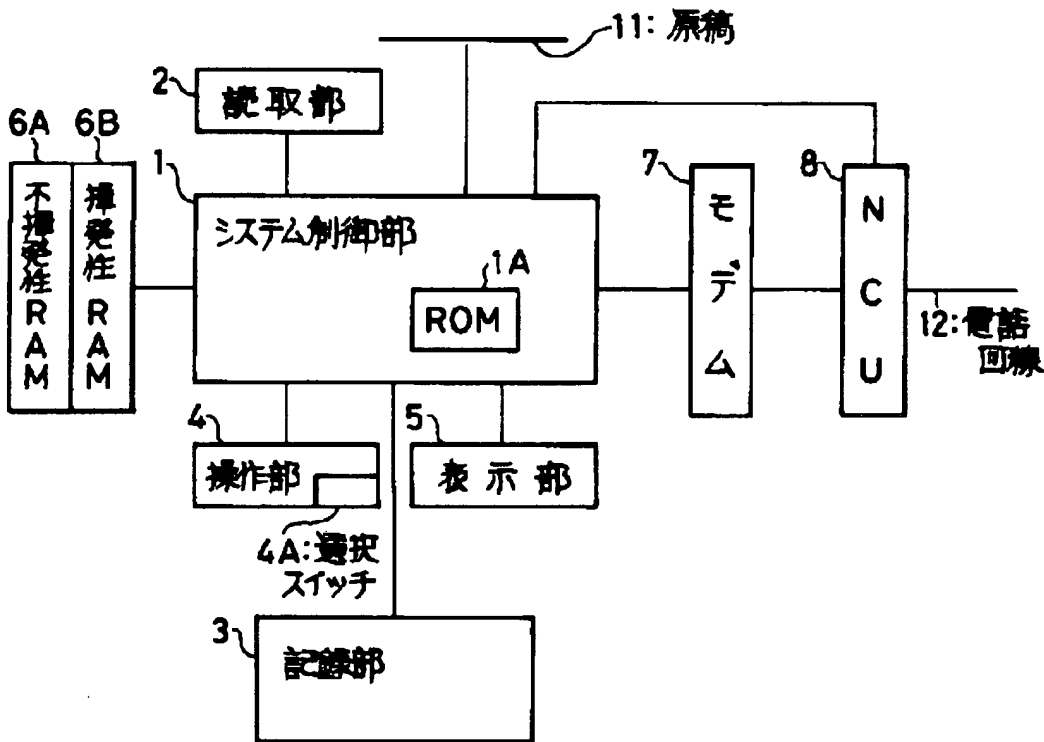 11: 原稿
2
読取部
6A 6B
1
7
8
不揮発性RAM
揮発性RAM
システム制御部
1A
ROM
モデム
NCU
12: 電話
回線
4
操作部
5
表示部
4A: 選択
スイッチ
3
記録部